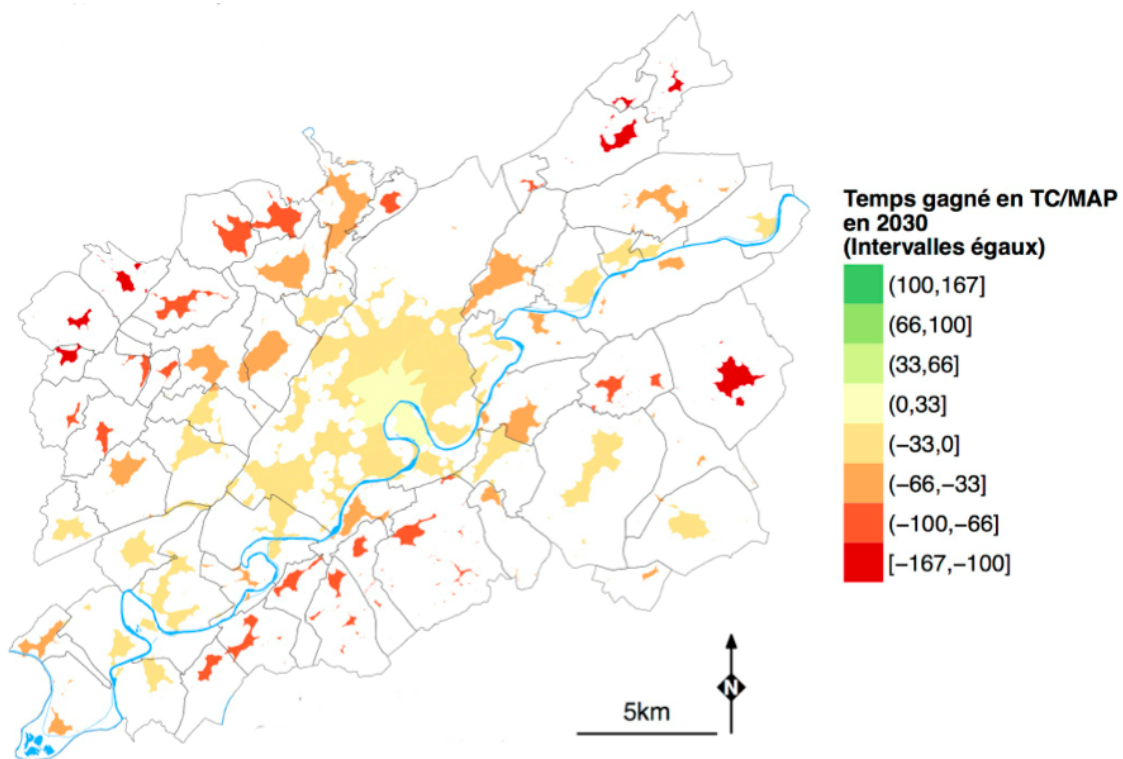 Temps gagné en TC/MAP
en 2030
(Intervalles égaux)
(100,167]
(66,100]
(33,66]
(0,33]
(−33,0]
(−66,−33]
(−100,−66]
[−167,−100]
N
5km